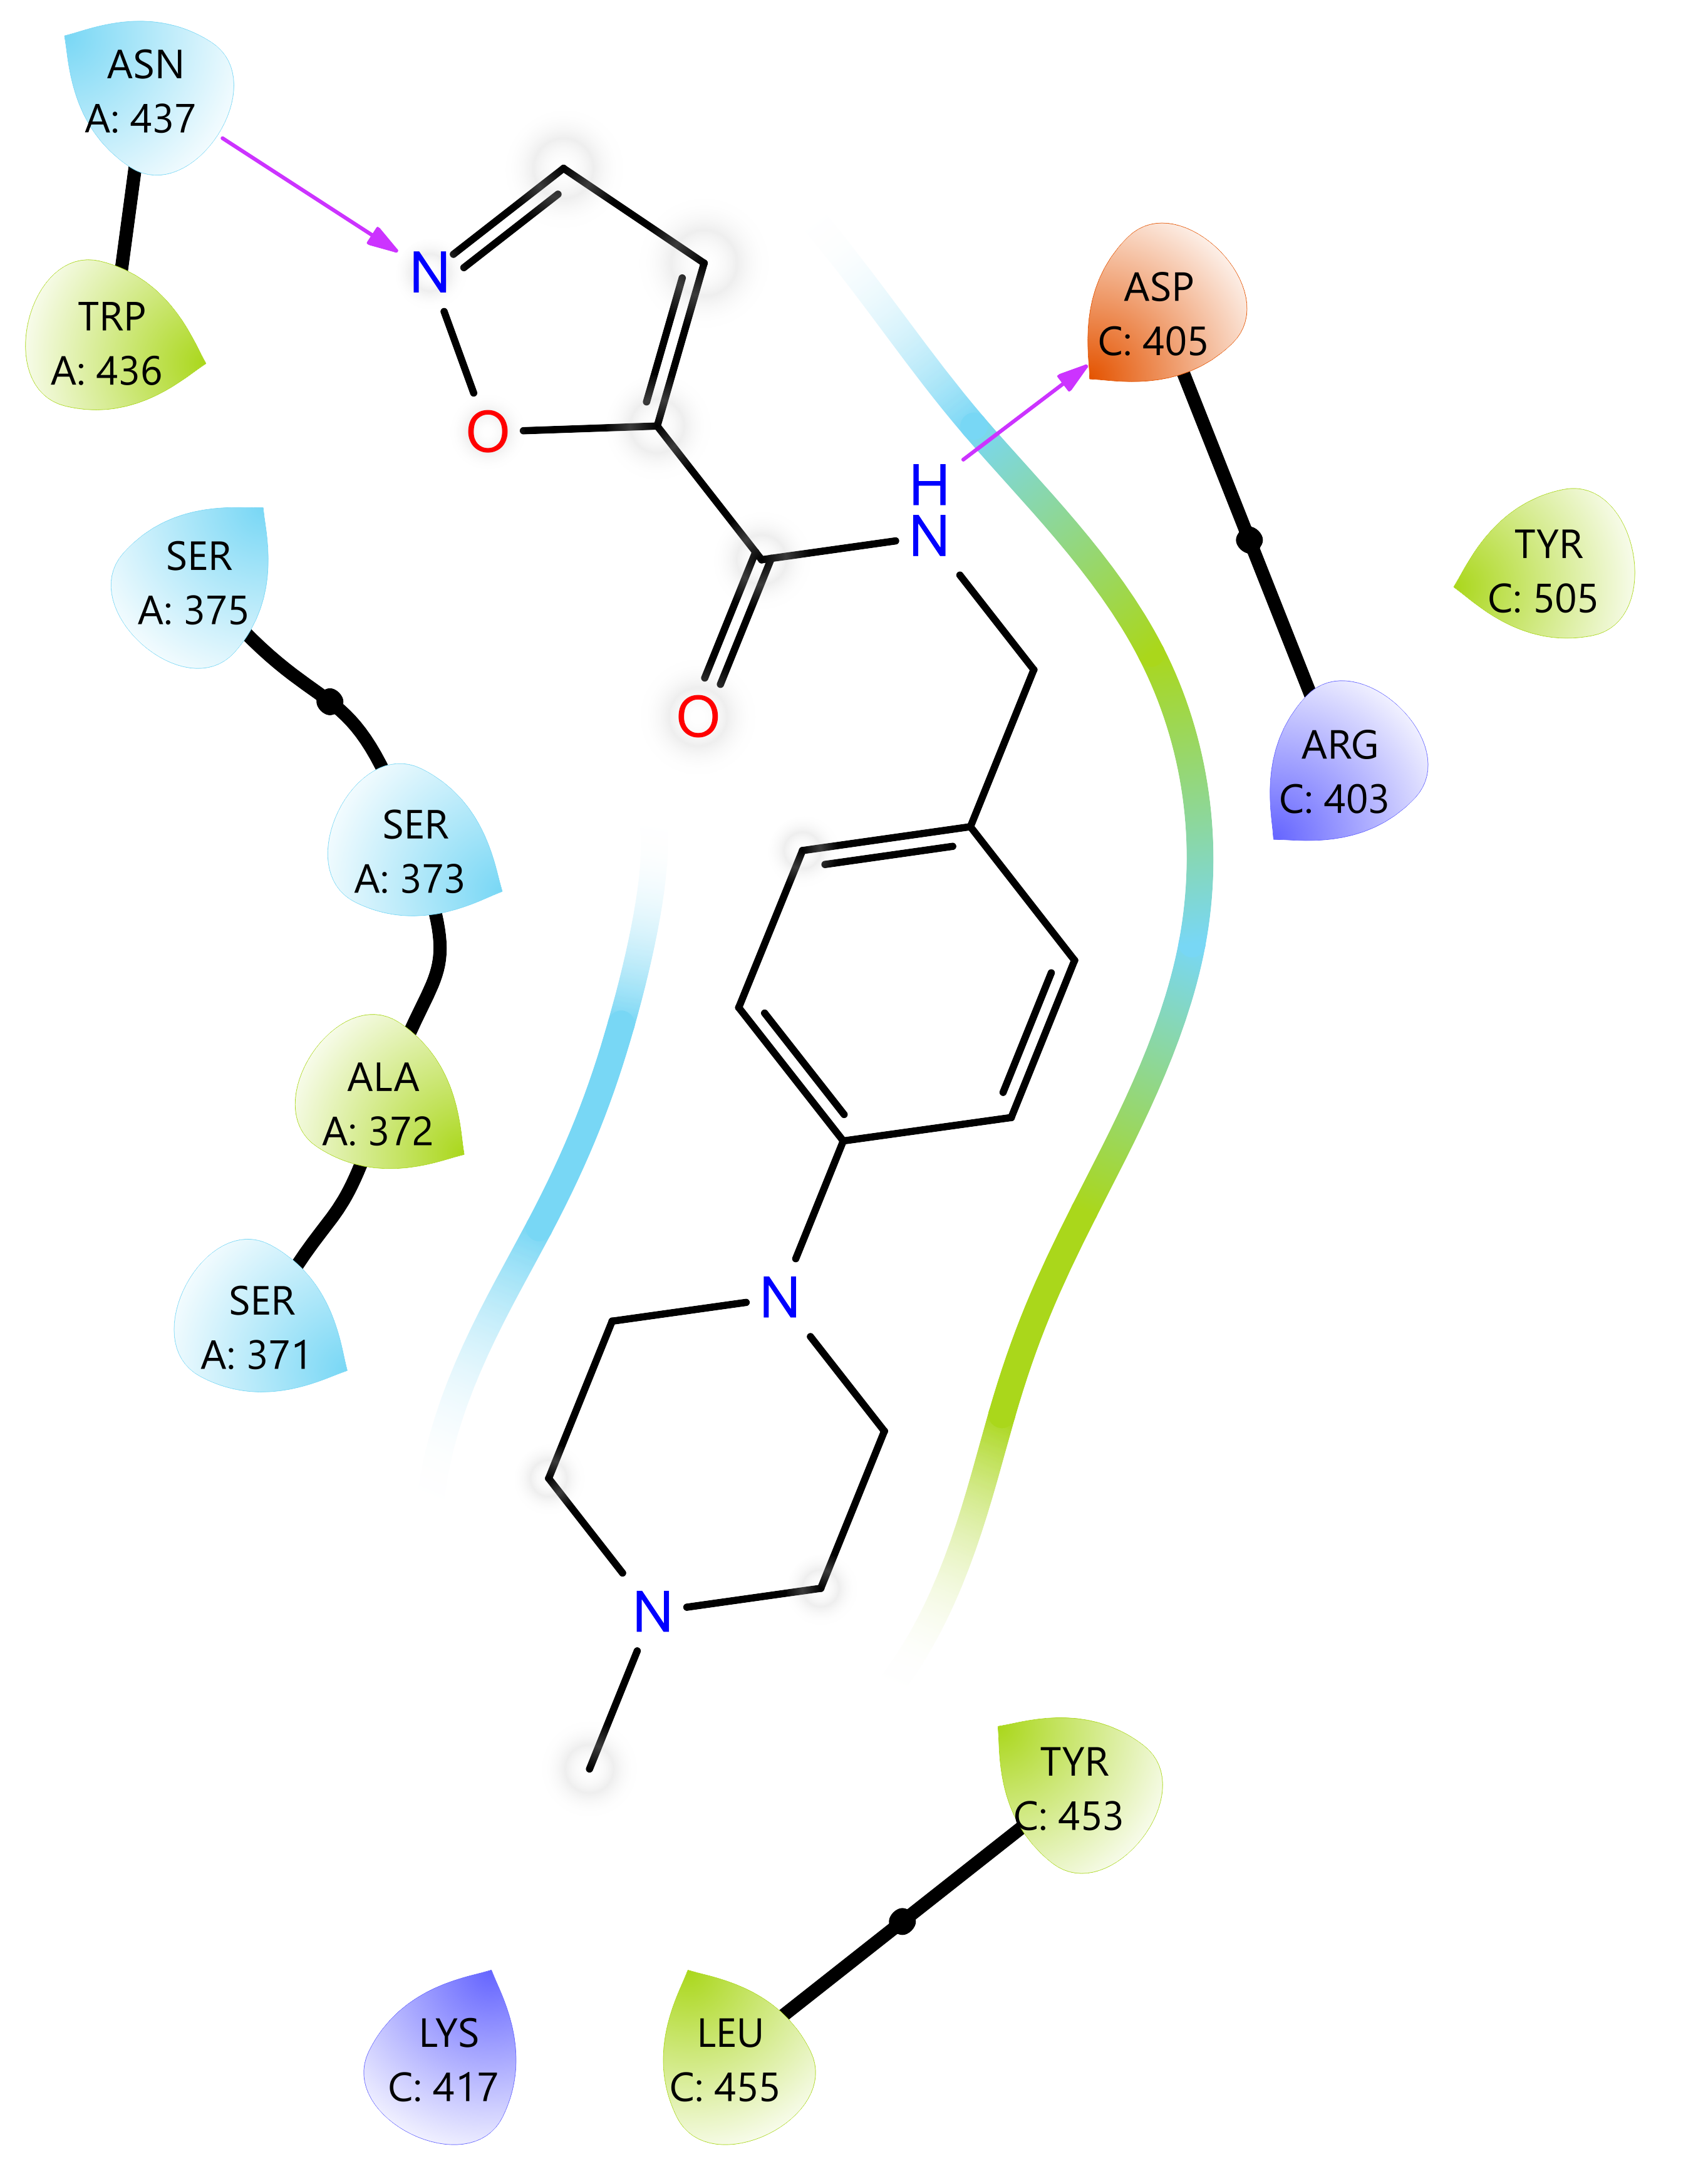 ASN
A: 437
TRP
A: 436
N
O
H
N
O
ASP
C: 405
TYR
C: 505
SER
A: 375
ARG
C: 403
SER
A: 373
ALA
A: 372
SER
A: 371
N
N
TYR
C: 453
LYS
C: 417
LEU
C: 455